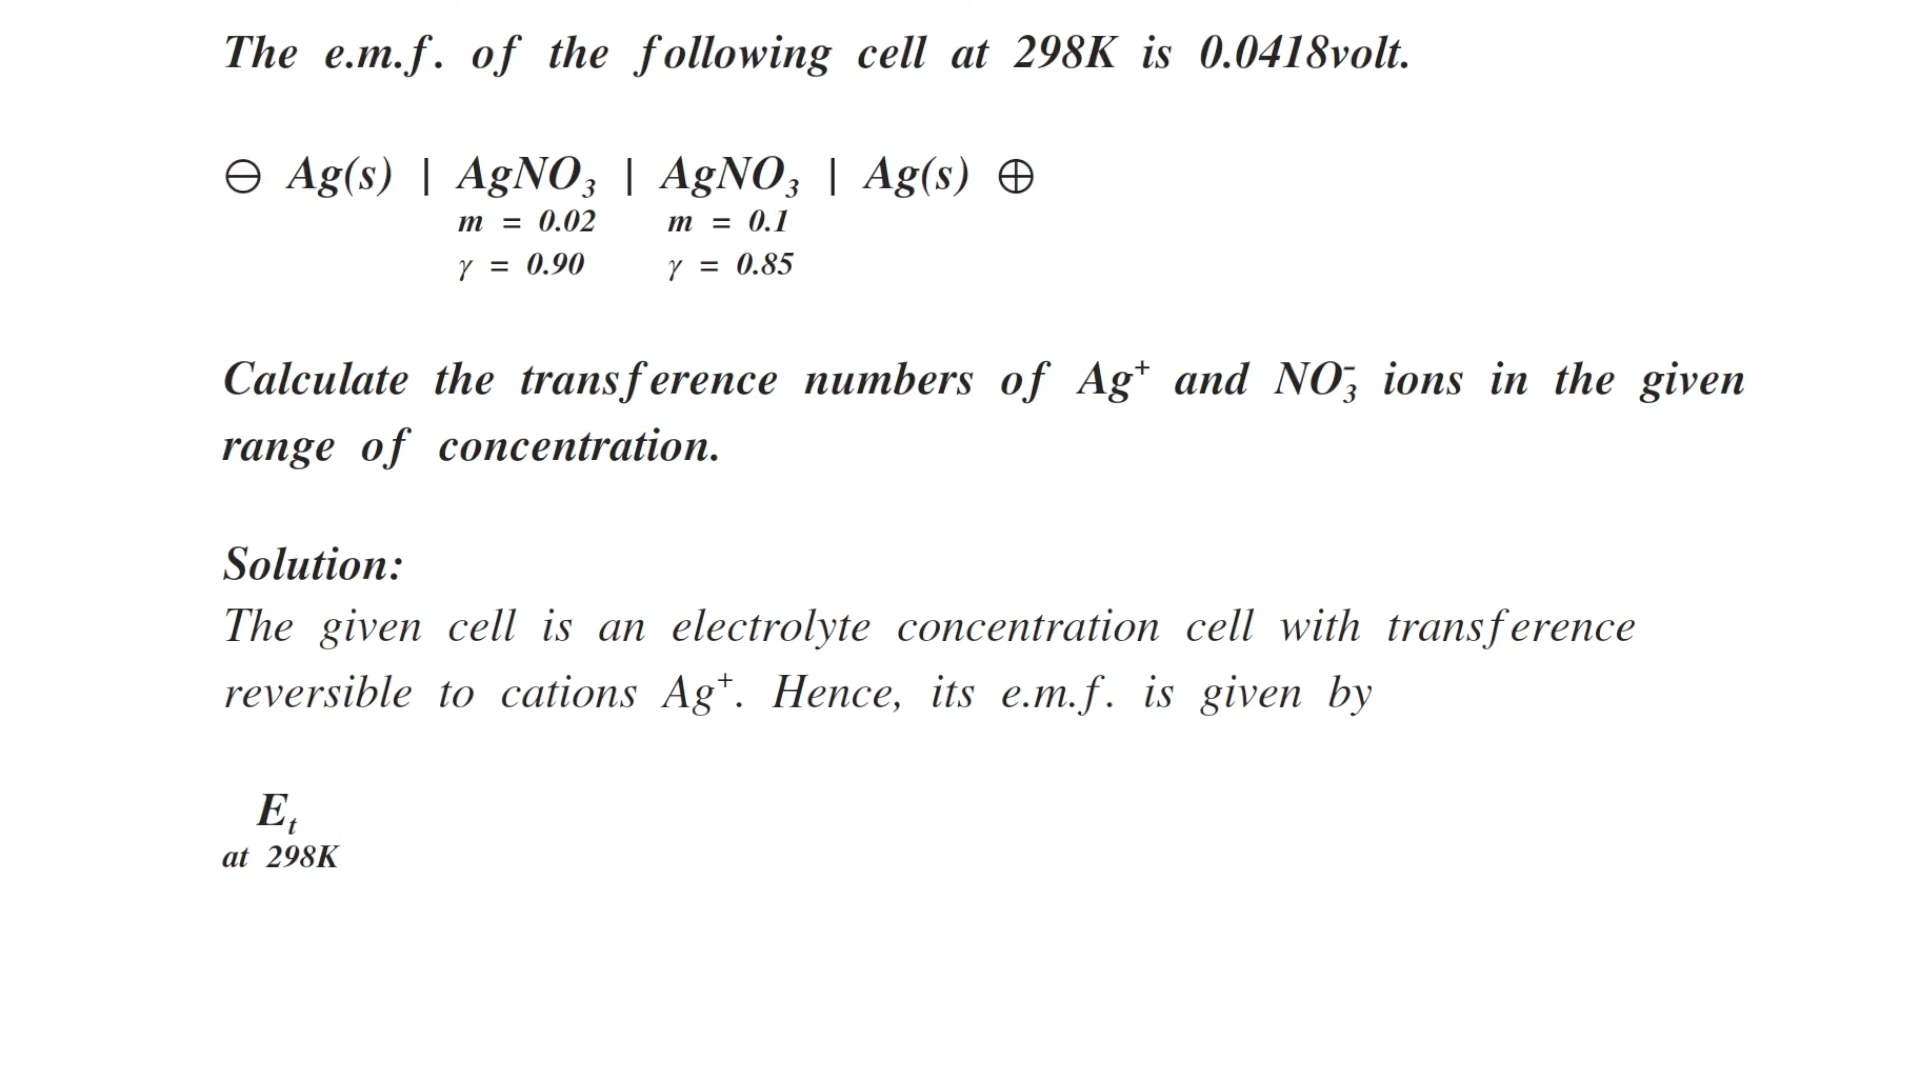 The e.m.f. of the following cell at 298K is 0.0418volt.
⊖ Ag(s) | AgNO₃ | AgNO₃ | Ag(s) ⊕
m = 0.02 m = 0.1
γ = 0.90 γ = 0.85
Calculate the transference numbers of Ag⁺ and NO₃⁻ ions in the given
range of concentration.
Solution:
The given cell is an electrolyte concentration cell with transference
reversible to cations Ag⁺. Hence, its e.m.f. is given by
Eₜ
at 298K